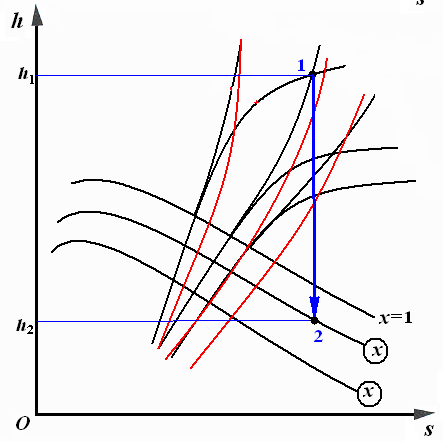 s
h
h₁
1
x=1
h₂
2
x
x
O
s